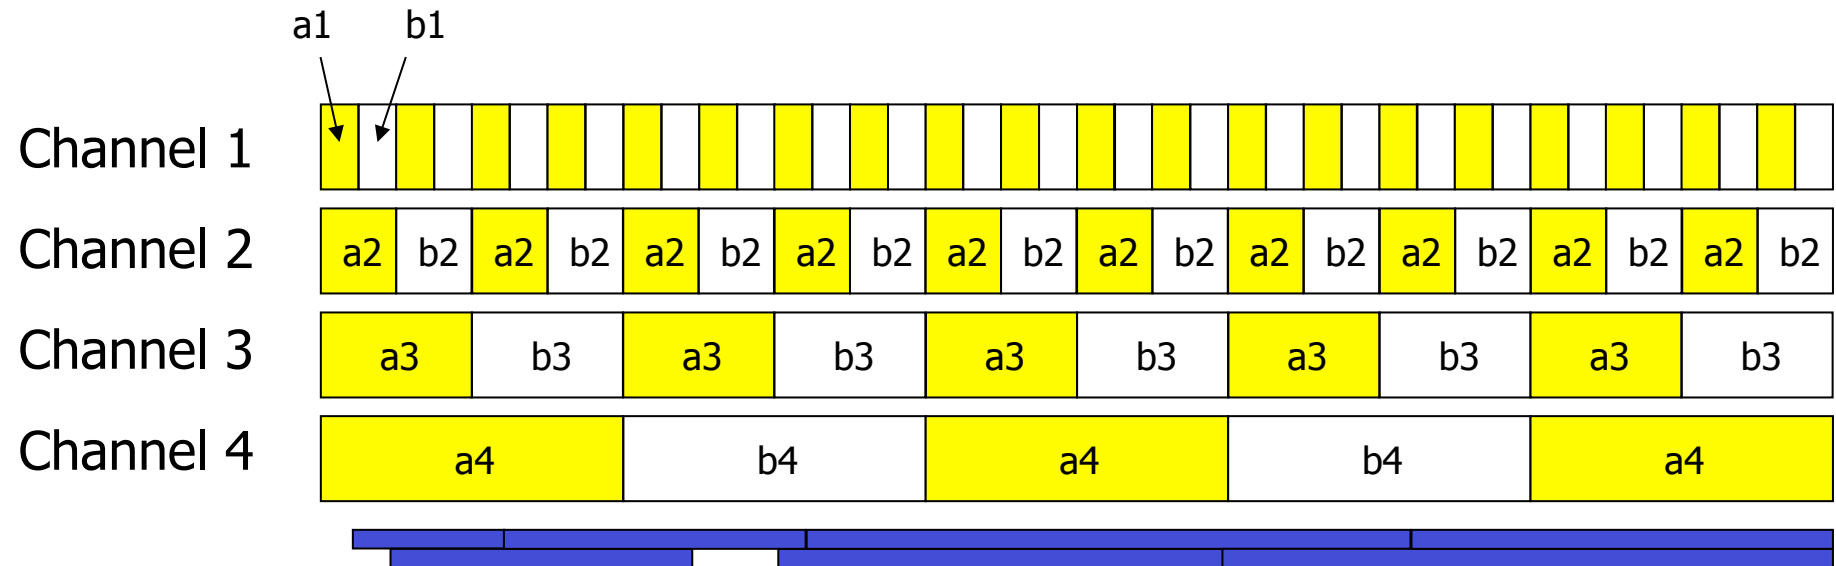 a1 b1
Channel 1
Channel 2 a2 b2 a2 b2 a2 b2 a2 b2 a2 b2 a2 b2 a2 b2 a2 b2 a2 b2 a2 b2
Channel 3 a3 b3 a3 b3 a3 b3 a3 b3 a3 b3
Channel 4 a4 b4 a4 b4 a4